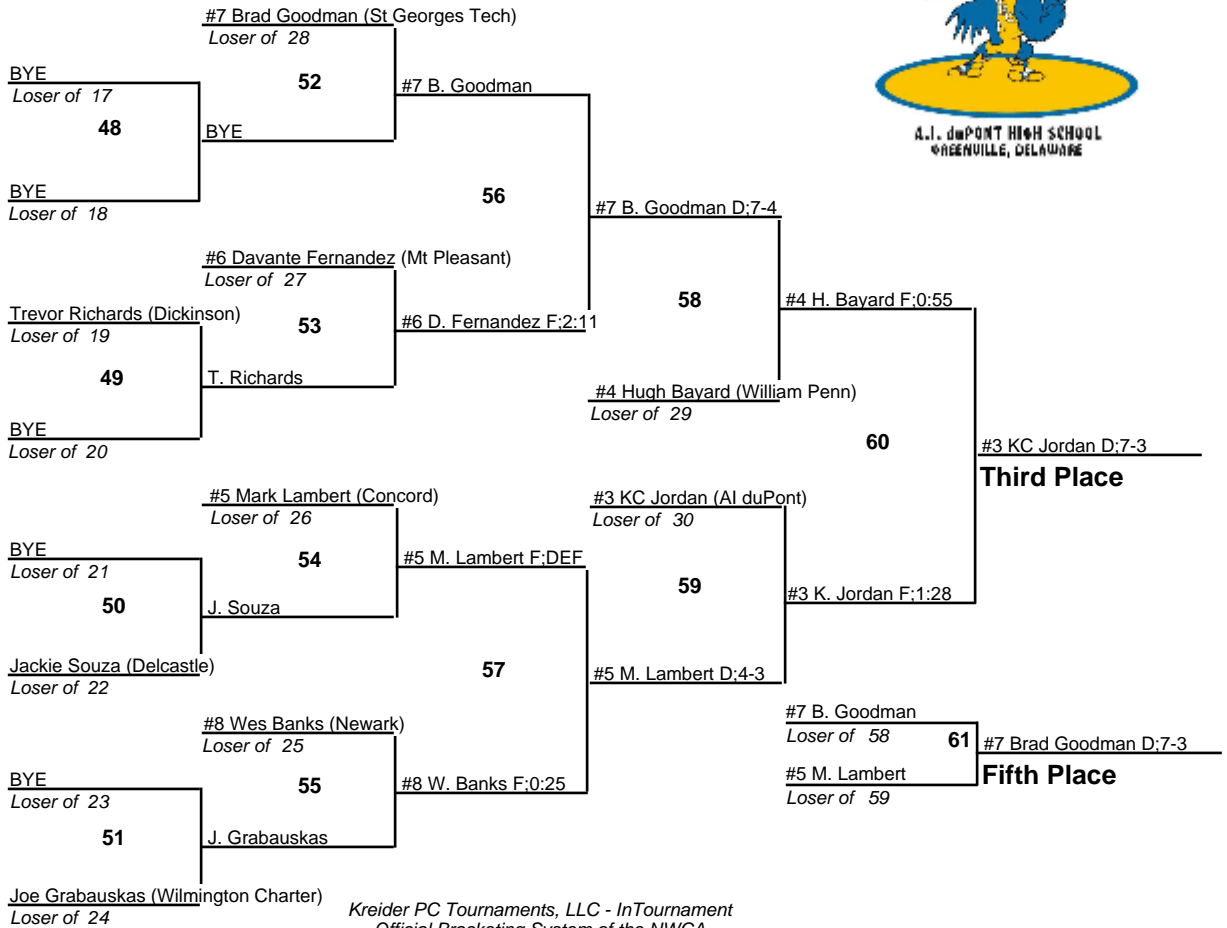 #7 Brad Goodman (St Georges Tech)
Loser of 28
BYE
Loser of 17
52
#7 B. Goodman
48
BYE
A.I. duPONT HIGH SCHOOL
GREENVILLE, DELAWARE
BYE
Loser of 18
56
#7 B. Goodman D;7-4
#6 Davante Fernandez (Mt Pleasant)
Loser of 27
58
#4 H. Bayard F;0:55
Trevor Richards (Dickinson)
Loser of 19
53
#6 D. Fernandez F;2:11
49
T. Richards
#4 Hugh Bayard (William Penn)
Loser of 29
BYE
Loser of 20
60
#3 KC Jordan D;7-3
Third Place
#5 Mark Lambert (Concord)
Loser of 26
#3 KC Jordan (AI duPont)
Loser of 30
BYE
Loser of 21
54
#5 M. Lambert F;DEF
59
50
J. Souza
#3 K. Jordan F;1:28
Jackie Souza (Delcastle)
Loser of 22
57
#5 M. Lambert D;4-3
#8 Wes Banks (Newark)
Loser of 25
#7 B. Goodman
Loser of 58
61
#7 Brad Goodman D;7-3
BYE
Loser of 23
55
#8 W. Banks F;0:25
#5 M. Lambert
Loser of 59
Fifth Place
51
J. Grabauskas
Joe Grabauskas (Wilmington Charter)
Loser of 24
Kreider PC Tournaments, LLC - InTournament
Official Bracketing System of the NWCA